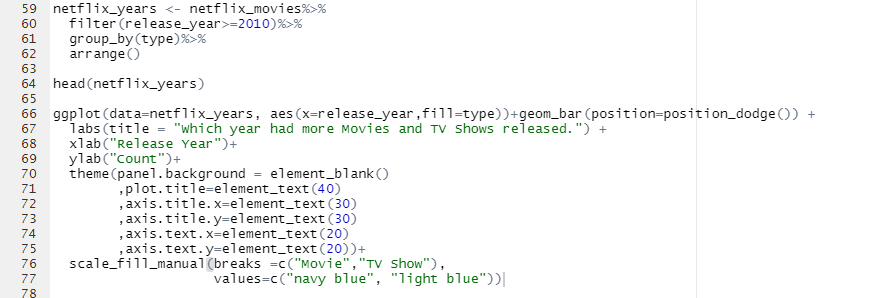 59 netflix_years <- netflix_movies%>%
60   filter(release_year>=2010)%>%
61   group_by(type)%>%
62   arrange()
63
64 head(netflix_years)
65
66 ggplot(data=netflix_years, aes(x=release_year,fill=type))+geom_bar(position=position_dodge()) +
67   labs(title = "Which year had more Movies and TV Shows released.") +
68   xlab("Release Year")+
69   ylab("Count")+
70   theme(panel.background = element_blank()
71         ,plot.title=element_text(40)
72         ,axis.title.x=element_text(30)
73         ,axis.title.y=element_text(30)
74         ,axis.text.x=element_text(20)
75         ,axis.text.y=element_text(20))+
76   scale_fill_manual(breaks =c("Movie","TV Show"),
77                     values=c("navy blue", "light blue"))
78